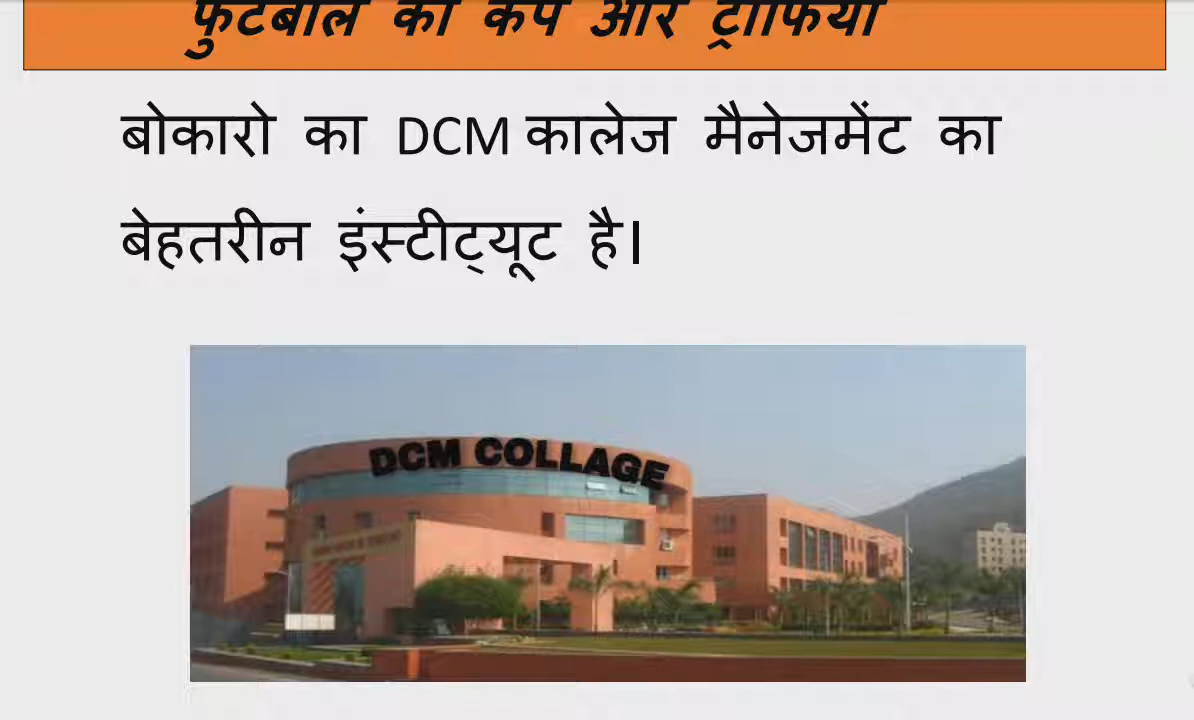 फुटबॉल का कप और ट्रॉफियाँ
बोकारो का DCM कालेज मैनेजमेंट का
बेहतरीन इंस्टीट्यूट है।
DCM COLLAGE